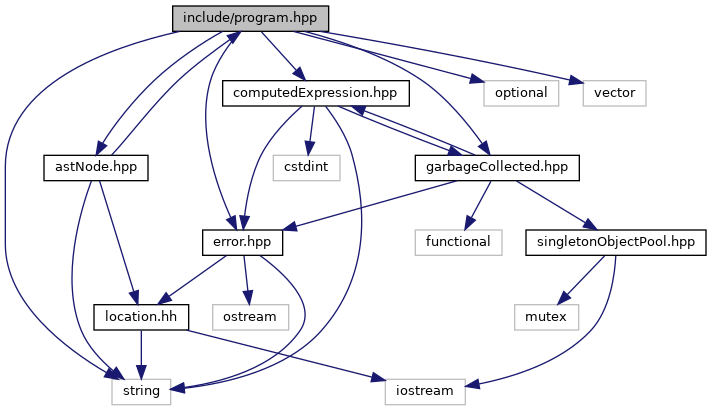 include/program.hpp
computedExpression.hpp
optional
vector
astNode.hpp
cstdint
garbageCollected.hpp
error.hpp
functional
singletonObjectPool.hpp
location.hh
ostream
mutex
string
iostream